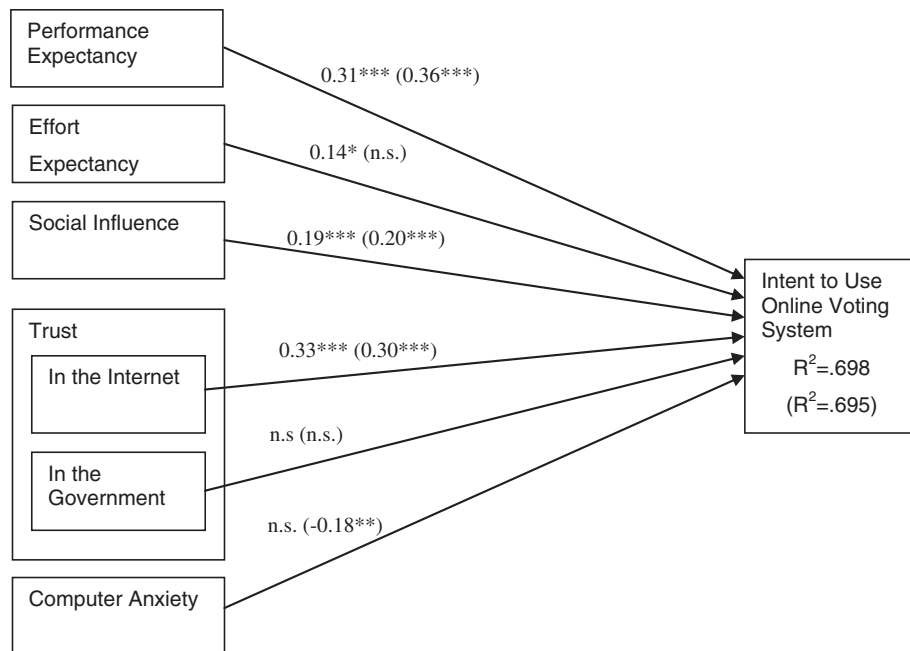 Performance
Expectancy
0.31*** (0.36***)
Effort
Expectancy
0.14* (n.s.)
Social Influence
0.19*** (0.20***)
Intent to Use
Online Voting
System
R²=.698
(R²=.695)
Trust
In the Internet
0.33*** (0.30***)
In the
Government
n.s (n.s.)
n.s. (-0.18**)
Computer Anxiety